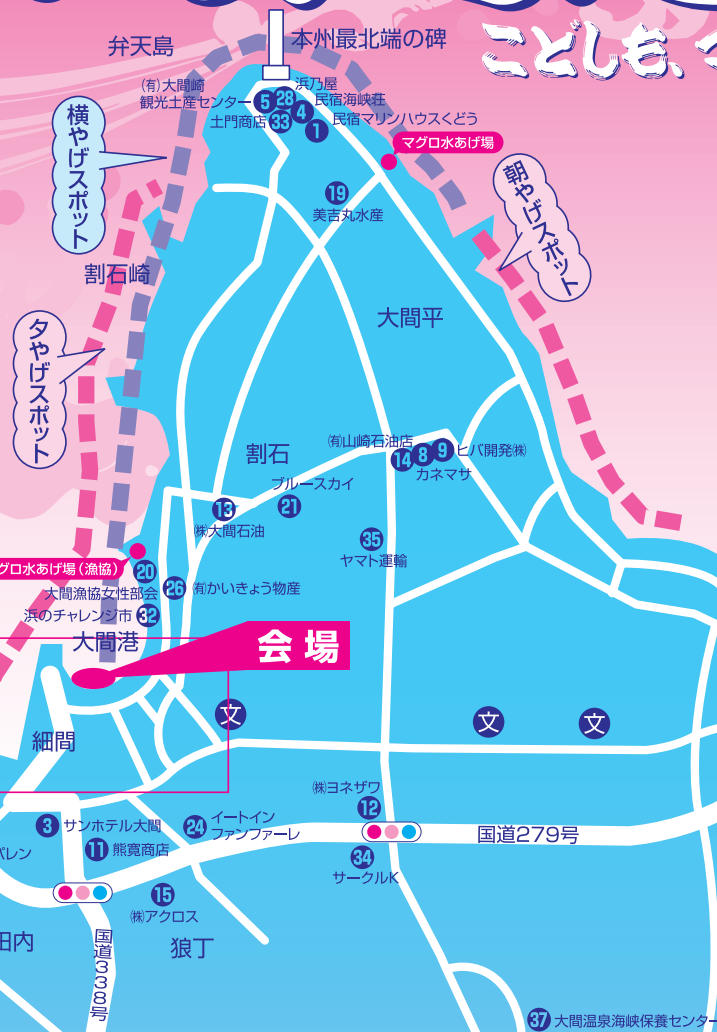 こどしも、
弁天島
本州最北端の碑
(有)大間崎
観光土産センター
5
28
浜乃屋
4
民宿海峡荘
土門商店
33
1
民宿マリンハウスくどう
マグロ水あげ場
横やげスポット
朝やげスポット
19
美吉丸水産
割石崎
大間平
夕やげスポット
(有)山崎石油店
14
8
9
ヒバ開発(株)
カネマサ
割石
ブルースカイ
21
13
(株)大間石油
35
ヤマト運輸
グロ水あげ場(漁協)
20
大間漁協女性部会
26
(有)かいきょう物産
浜のチャレンジ市
32
大間港
会場
文
文
文
細間
(株)ヨネザワ
12
3
サンホテル大間
24
イートイン
ファンファーレ
国道279号
パレン
11
熊寛商店
34
サークルK
15
(株)アクロス
田内
国道338号
狼丁
37
大間温泉海峡保養センター